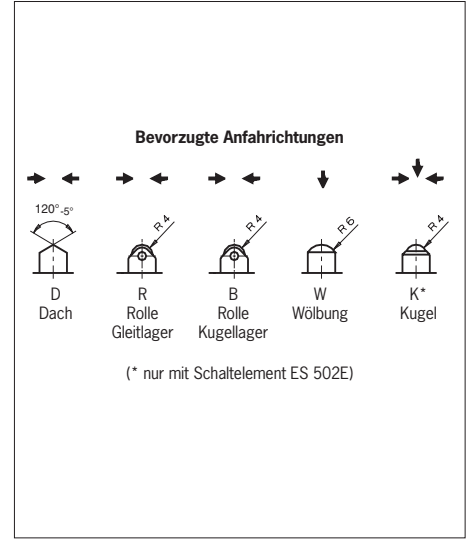 Bevorzugte Anfahrichtungen
120°-5°
R 4
R 4
R 6
R 4
D
Dach
R
Rolle
Gleitlager
B
Rolle
Kugellager
W
Wölbung
K*
Kugel
(* nur mit Schaltelement ES 502E)